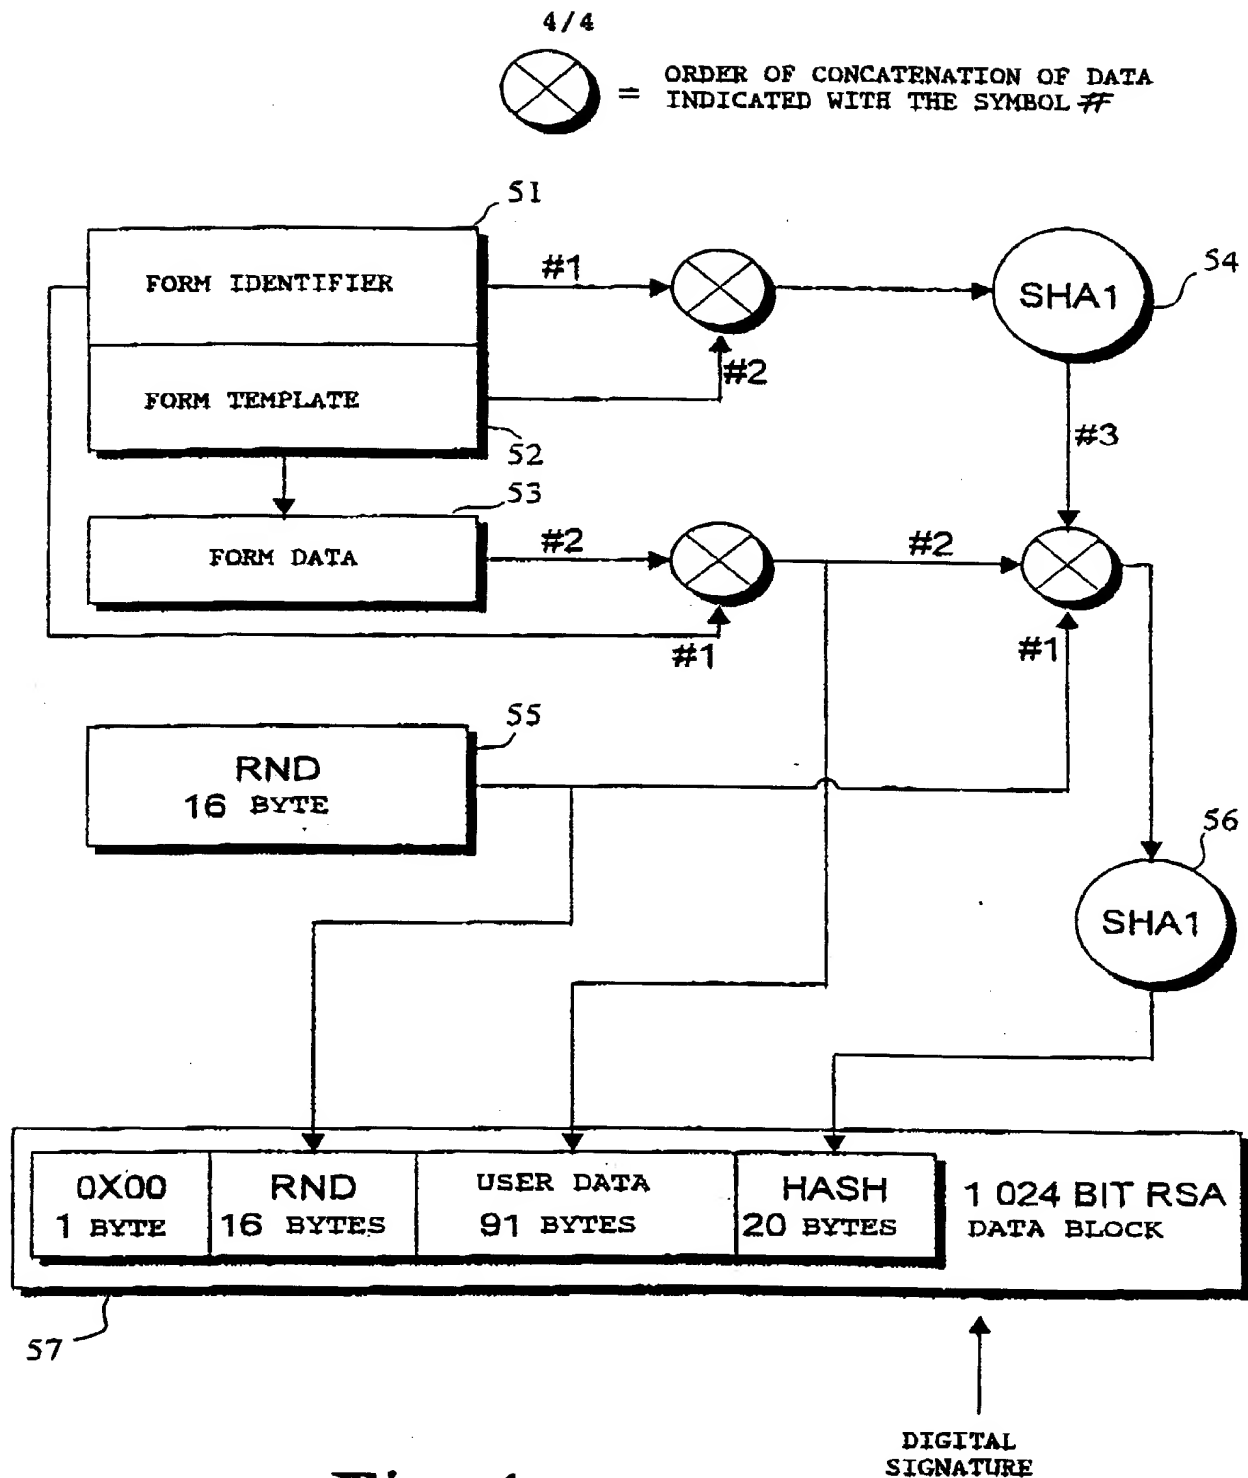 4/4
= ORDER OF CONCATENATION OF DATA
INDICATED WITH THE SYMBOL #
51
FORM IDENTIFIER
#1
SHA1
54
FORM TEMPLATE
#2
52
#3
53
FORM DATA
#2
#2
#1
#1
55
RND
16 BYTE
56
SHA1
0X00
1 BYTE
RND
16 BYTES
USER DATA
91 BYTES
HASH
20 BYTES
1 024 BIT RSA
DATA BLOCK
57
DIGITAL
SIGNATURE